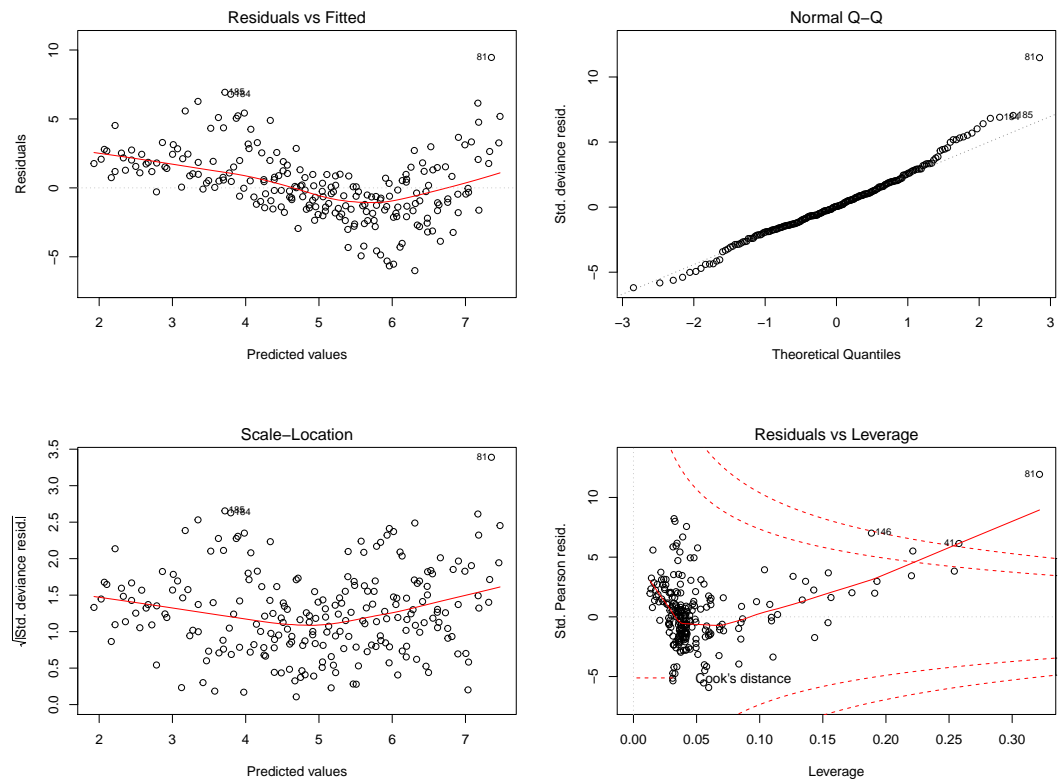 Residuals vs Fitted
Residuals
10
5
0
−5
81
185
184
2 3 4 5 6 7
Predicted values
Normal Q−Q
Std. deviance resid.
10
5
0
−5
81
185
184
−3 −2 −1 0 1 2 3
Theoretical Quantiles
Scale−Location
√|Std. deviance resid.|
3.5
3.0
2.5
2.0
1.5
1.0
0.5
0.0
81
185
184
2 3 4 5 6 7
Predicted values
Residuals vs Leverage
Std. Pearson resid.
10
5
0
−5
81
146
41
Cook's distance
0.00 0.05 0.10 0.15 0.20 0.25 0.30
Leverage